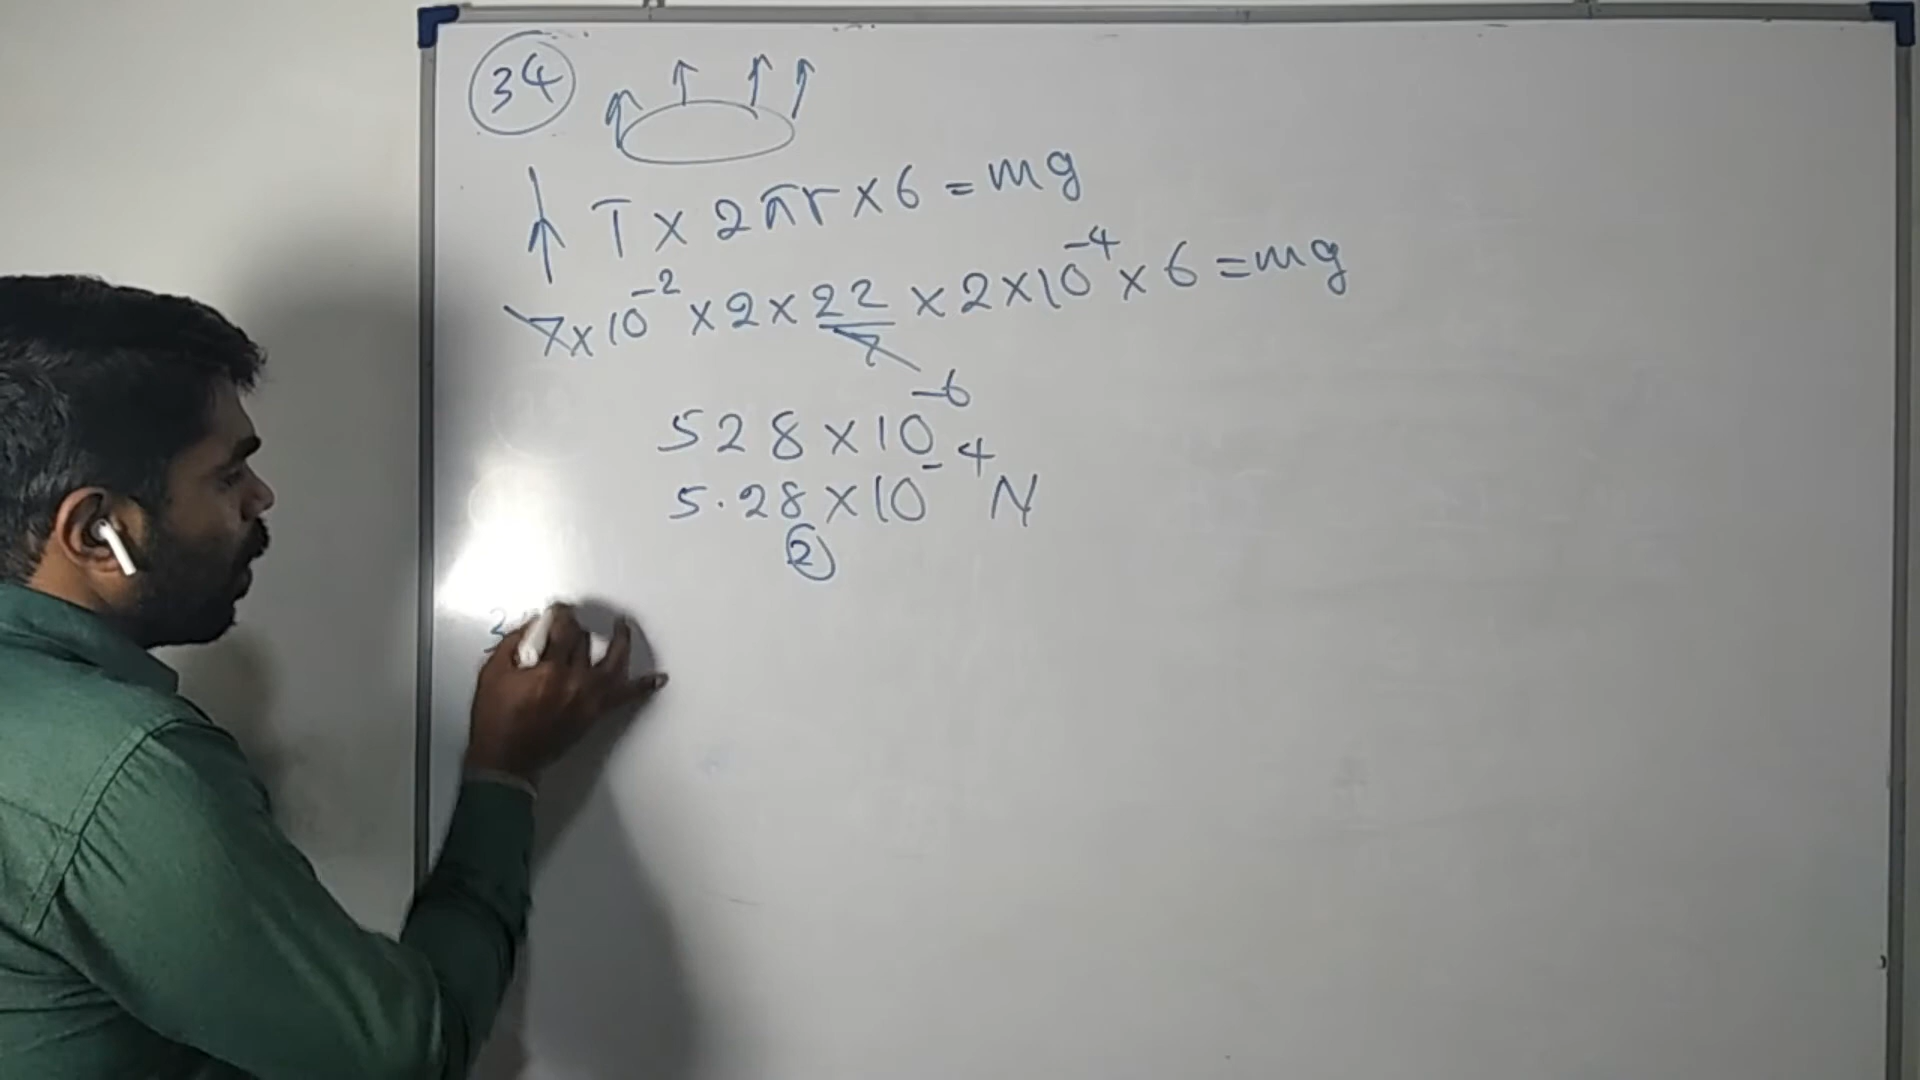 34
T × 2πr × 6 = mg
7×10⁻² × 2 × 22/7 × 2×10⁻⁴ × 6 = mg
528×10⁻⁶
5.28×10⁻⁴ N
2
3